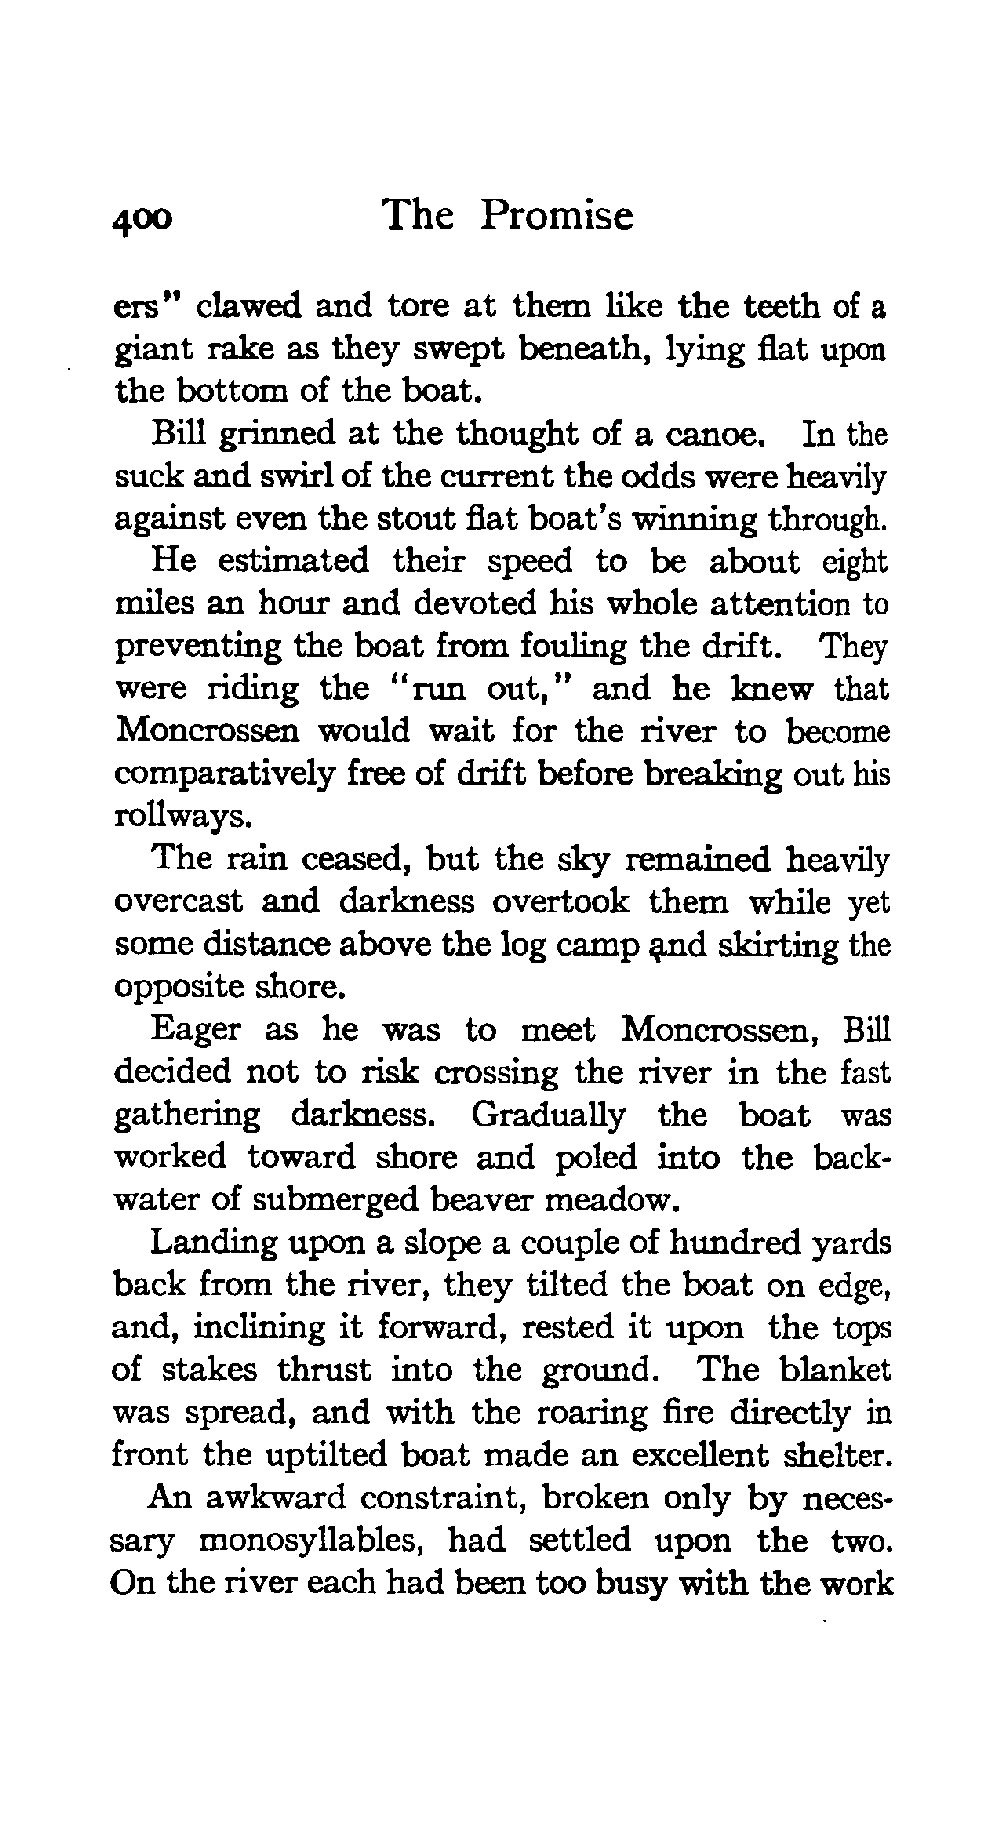 400 The Promise
ers" clawed and tore at them like the teeth of a
giant rake as they swept beneath, lying flat upon
the bottom of the boat.
Bill grinned at the thought of a canoe. In the
suck and swirl of the current the odds were heavily
against even the stout flat boat's winning through.
He estimated their speed to be about eight
miles an hour and devoted his whole attention to
preventing the boat from fouling the drift. They
were riding the "run out," and he knew that
Moncrossen would wait for the river to become
comparatively free of drift before breaking out his
rollways.
The rain ceased, but the sky remained heavily
overcast and darkness overtook them while yet
some distance above the log camp and skirting the
opposite shore.
Eager as he was to meet Moncrossen, Bill
decided not to risk crossing the river in the fast
gathering darkness. Gradually the boat was
worked toward shore and poled into the back-
water of submerged beaver meadow.
Landing upon a slope a couple of hundred yards
back from the river, they tilted the boat on edge,
and, inclining it forward, rested it upon the tops
of stakes thrust into the ground. The blanket
was spread, and with the roaring fire directly in
front the uptilted boat made an excellent shelter.
An awkward constraint, broken only by neces-
sary monosyllables, had settled upon the two.
On the river each had been too busy with the work